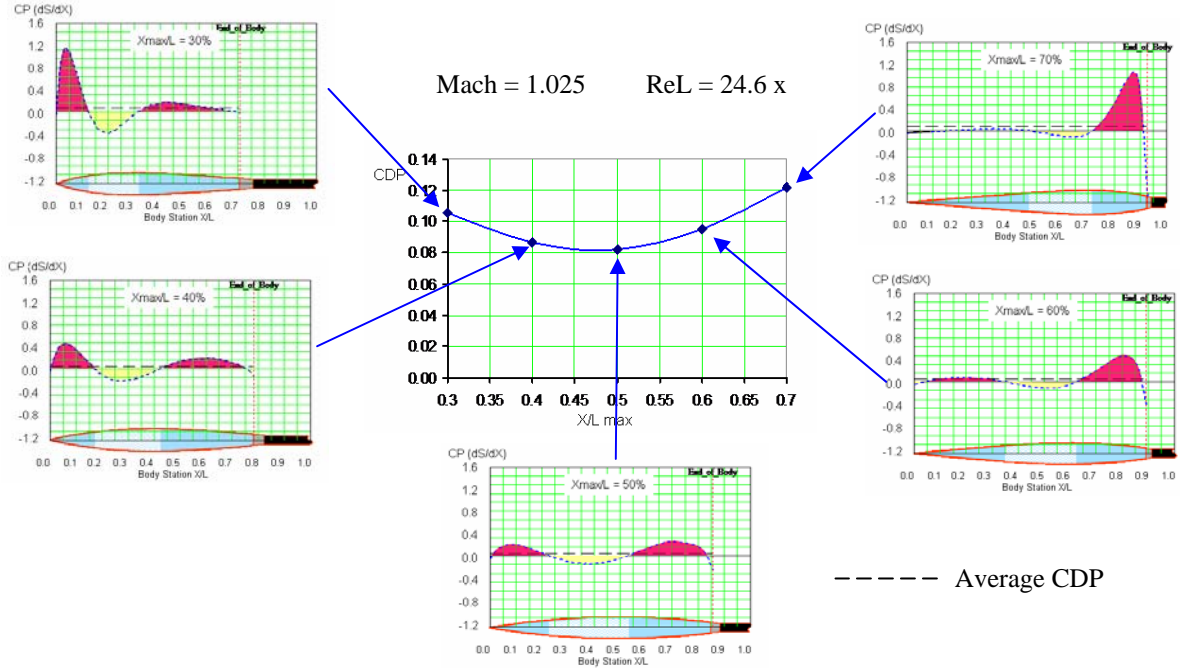 CP (dS/dX)
1.6
1.2
0.8
0.4
0.0
-0.4
-0.8
-1.2
End_of_Body
Xmax/L = 30%
0.0 0.1 0.2 0.3 0.4 0.5 0.6 0.7 0.8 0.9 1.0
Body Station X/L
Mach = 1.025 ReL = 24.6 x
CP (dS/dX)
1.6
1.2
0.8
0.4
0.0
-0.4
-0.8
-1.2
End_of_Body
Xmax/L = 70%
0.0 0.1 0.2 0.3 0.4 0.5 0.6 0.7 0.8 0.9 1.0
Body Station X/L
CDP
0.14
0.12
0.10
0.08
0.06
0.04
0.02
0.00
0.3 0.35 0.4 0.45 0.5 0.55 0.6 0.65 0.7
X/L max
CP (dS/dX)
1.6
1.2
0.8
0.4
0.0
-0.4
-0.8
-1.2
End_of_Body
Xmax/L = 40%
0.0 0.1 0.2 0.3 0.4 0.5 0.6 0.7 0.8 0.9 1.0
Body Station X/L
CP (dS/dX)
1.6
1.2
0.8
0.4
0.0
-0.4
-0.8
-1.2
End_of_Body
Xmax/L = 60%
0.0 0.1 0.2 0.3 0.4 0.5 0.6 0.7 0.8 0.9 1.0
Body Station X/L
CP (dS/dX)
1.6
1.2
0.8
0.4
0.0
-0.4
-0.8
-1.2
End_of_Body
Xmax/L = 50%
0.0 0.1 0.2 0.3 0.4 0.5 0.6 0.7 0.8 0.9 1.0
Body Station X/L
Average CDP